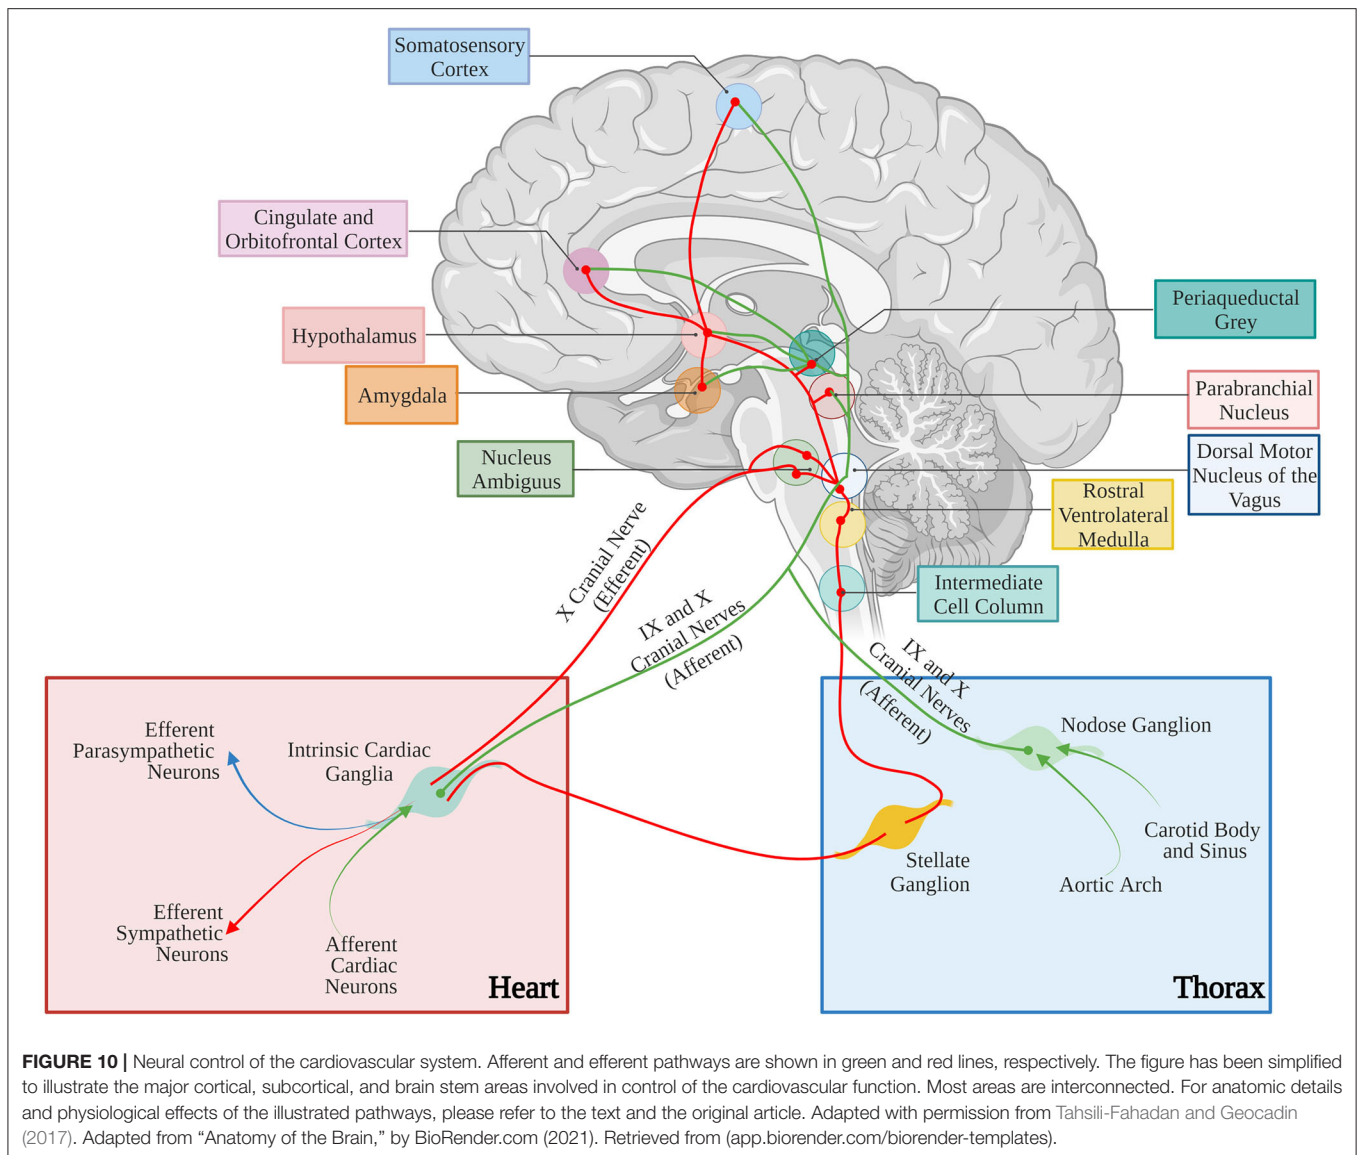 Somatosensory
Cortex
Cingulate and
Orbitofrontal Cortex
Hypothalamus
Amygdala
Nucleus
Ambiguus
Periaqueductal
Grey
Parabranchial
Nucleus
Dorsal Motor
Nucleus of the
Vagus
Rostral
Ventrolateral
Medulla
Intermediate
Cell Column
X Cranial Nerve
(Efferent)
IX and X
Cranial Nerves
(Afferent)
IX and X
Cranial Nerves
(Afferent)
Efferent
Parasympathetic
Neurons
Intrinsic Cardiac
Ganglia
Efferent
Sympathetic
Neurons
Afferent
Cardiac
Neurons
Heart
Nodose Ganglion
Carotid Body
and Sinus
Aortic Arch
Stellate
Ganglion
Thorax
FIGURE 10 | Neural control of the cardiovascular system. Afferent and efferent pathways are shown in green and red lines, respectively. The figure has been simplified
to illustrate the major cortical, subcortical, and brain stem areas involved in control of the cardiovascular function. Most areas are interconnected. For anatomic details
and physiological effects of the illustrated pathways, please refer to the text and the original article. Adapted with permission from Tahsili-Fahadan and Geocadin
(2017). Adapted from “Anatomy of the Brain,” by BioRender.com (2021). Retrieved from (app.biorender.com/biorender-templates).